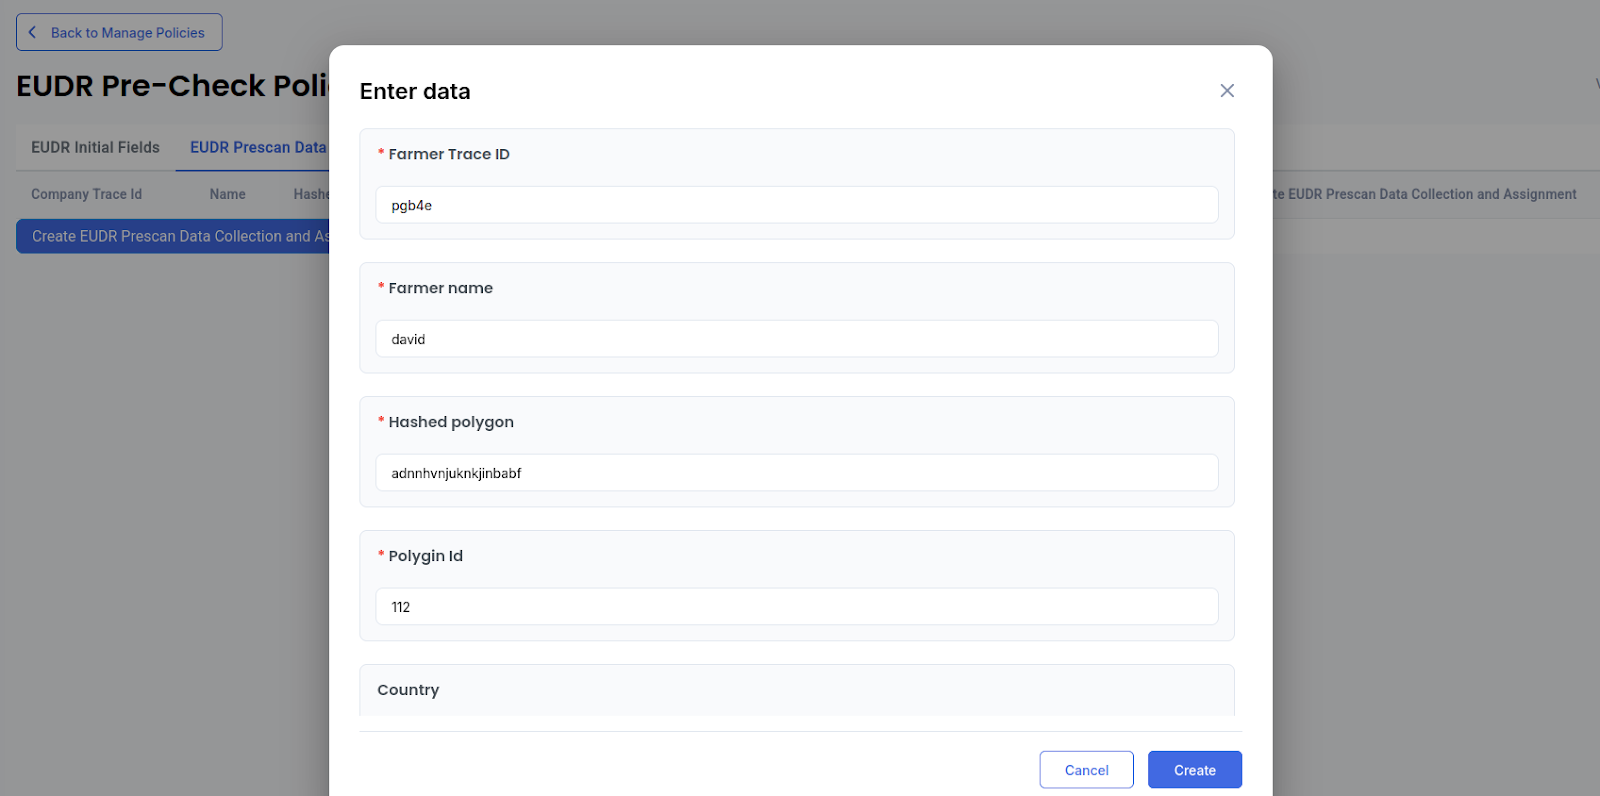 Back to Manage Policies
EUDR Pre-Check Poli
EUDR Initial Fields
EUDR Prescan Data
Company Trace Id
Name
Hashe
te EUDR Prescan Data Collection and Assignment
Create EUDR Prescan Data Collection and As
Enter data
* Farmer Trace ID
pgb4e
* Farmer name
david
* Hashed polygon
adnnhvnjuknkjinbabf
* Polygin Id
112
Country
Cancel
Create